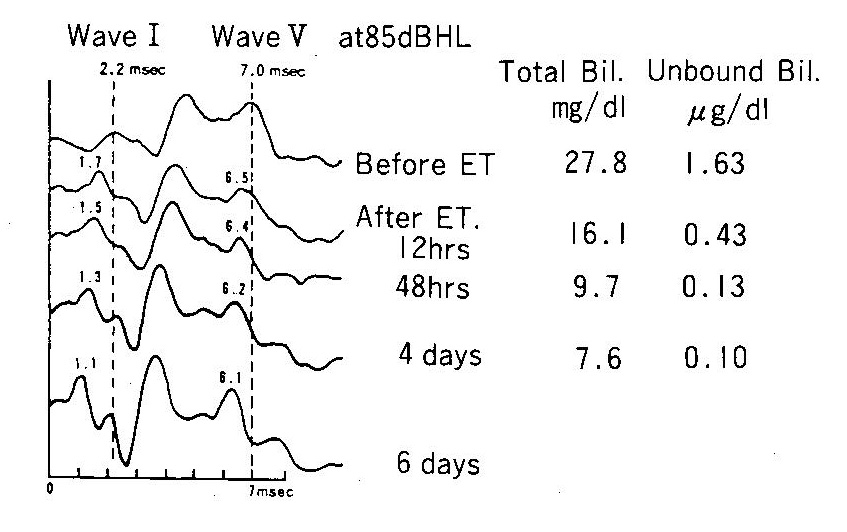 Wave I Wave V at85dBHL
2.2 msec 7.0 msec
Total Bil. Unbound Bil.
mg/dl μg/dl
Before ET 27.8 1.63
1.7 6.5
After ET.
12hrs 16.1 0.43
1.5 6.4
48hrs 9.7 0.13
1.3 6.2
4 days 7.6 0.10
1.1 6.1
6 days
0 7msec